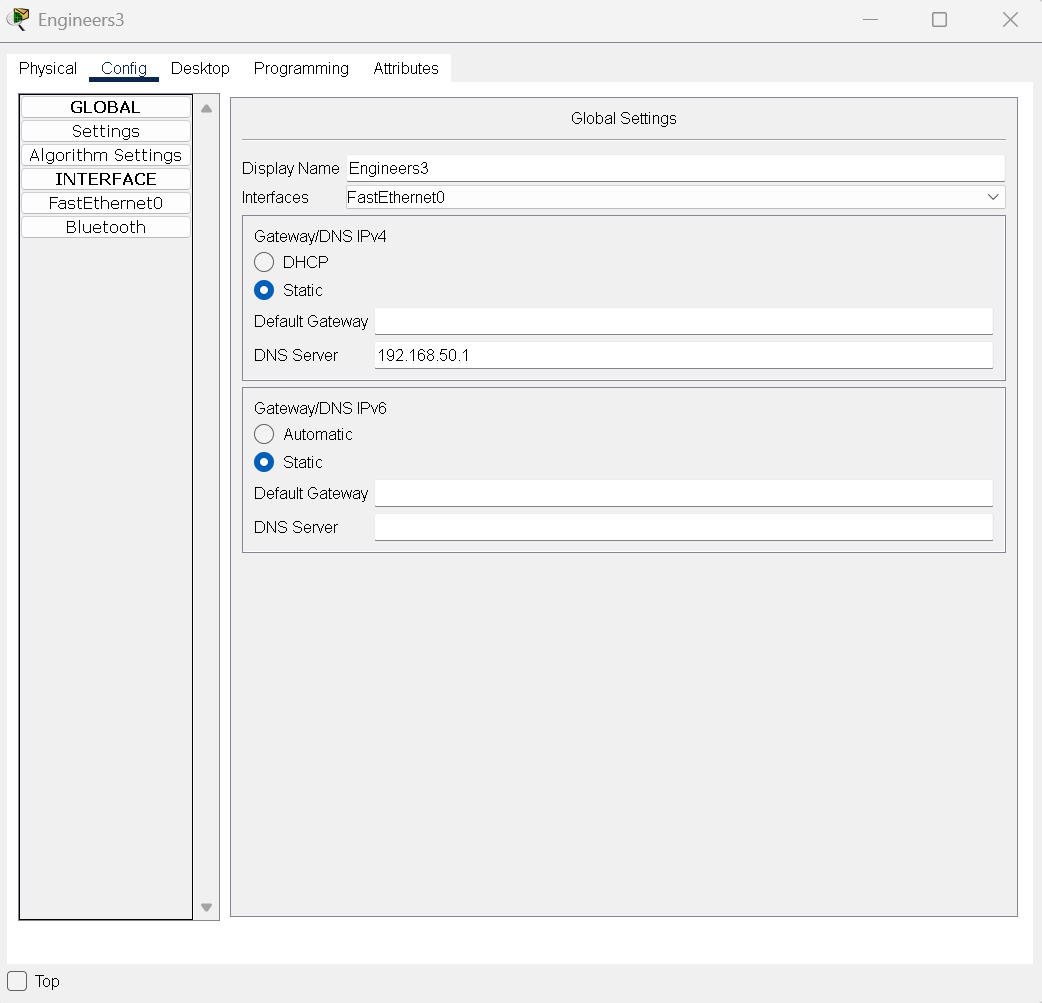 Engineers3
Physical Config Desktop Programming Attributes
GLOBAL
Settings
Algorithm Settings
INTERFACE
FastEthernet0
Bluetooth
Global Settings
Display Name Engineers3
Interfaces FastEthernet0
Gateway/DNS IPv4
DHCP
Static
Default Gateway
DNS Server 192.168.50.1
Gateway/DNS IPv6
Automatic
Static
Default Gateway
DNS Server
Top